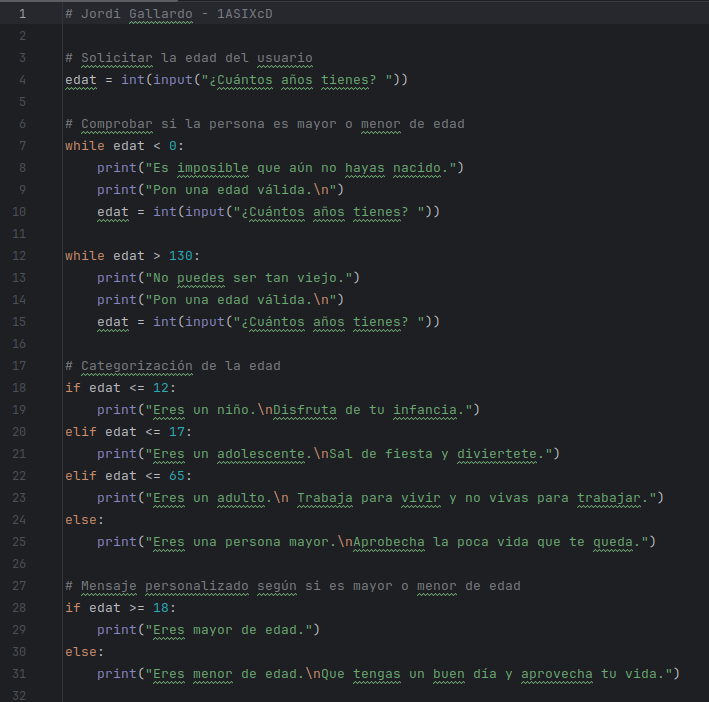 1 # Jordi Gallardo - 1ASIXcD
2
3 # Solicitar la edad del usuario
4 edat = int(input("¿Cuántos años tienes? "))
5
6 # Comprobar si la persona es mayor o menor de edad
7 while edat < 0:
8     print("Es imposible que aún no hayas nacido.")
9     print("Pon una edad válida.\n")
10     edat = int(input("¿Cuántos años tienes? "))
11
12 while edat > 130:
13     print("No puedes ser tan viejo.")
14     print("Pon una edad válida.\n")
15     edat = int(input("¿Cuántos años tienes? "))
16
17 # Categorización de la edad
18 if edat <= 12:
19     print("Eres un niño.\nDisfruta de tu infancia.")
20 elif edat <= 17:
21     print("Eres un adolescente.\nSal de fiesta y diviertete.")
22 elif edat <= 65:
23     print("Eres un adulto.\n Trabaja para vivir y no vivas para trabajar.")
24 else:
25     print("Eres una persona mayor.\nAprobecha la poca vida que te queda.")
26
27 # Mensaje personalizado según si es mayor o menor de edad
28 if edat >= 18:
29     print("Eres mayor de edad.")
30 else:
31     print("Eres menor de edad.\nQue tengas un buen día y aprovecha tu vida.")
32